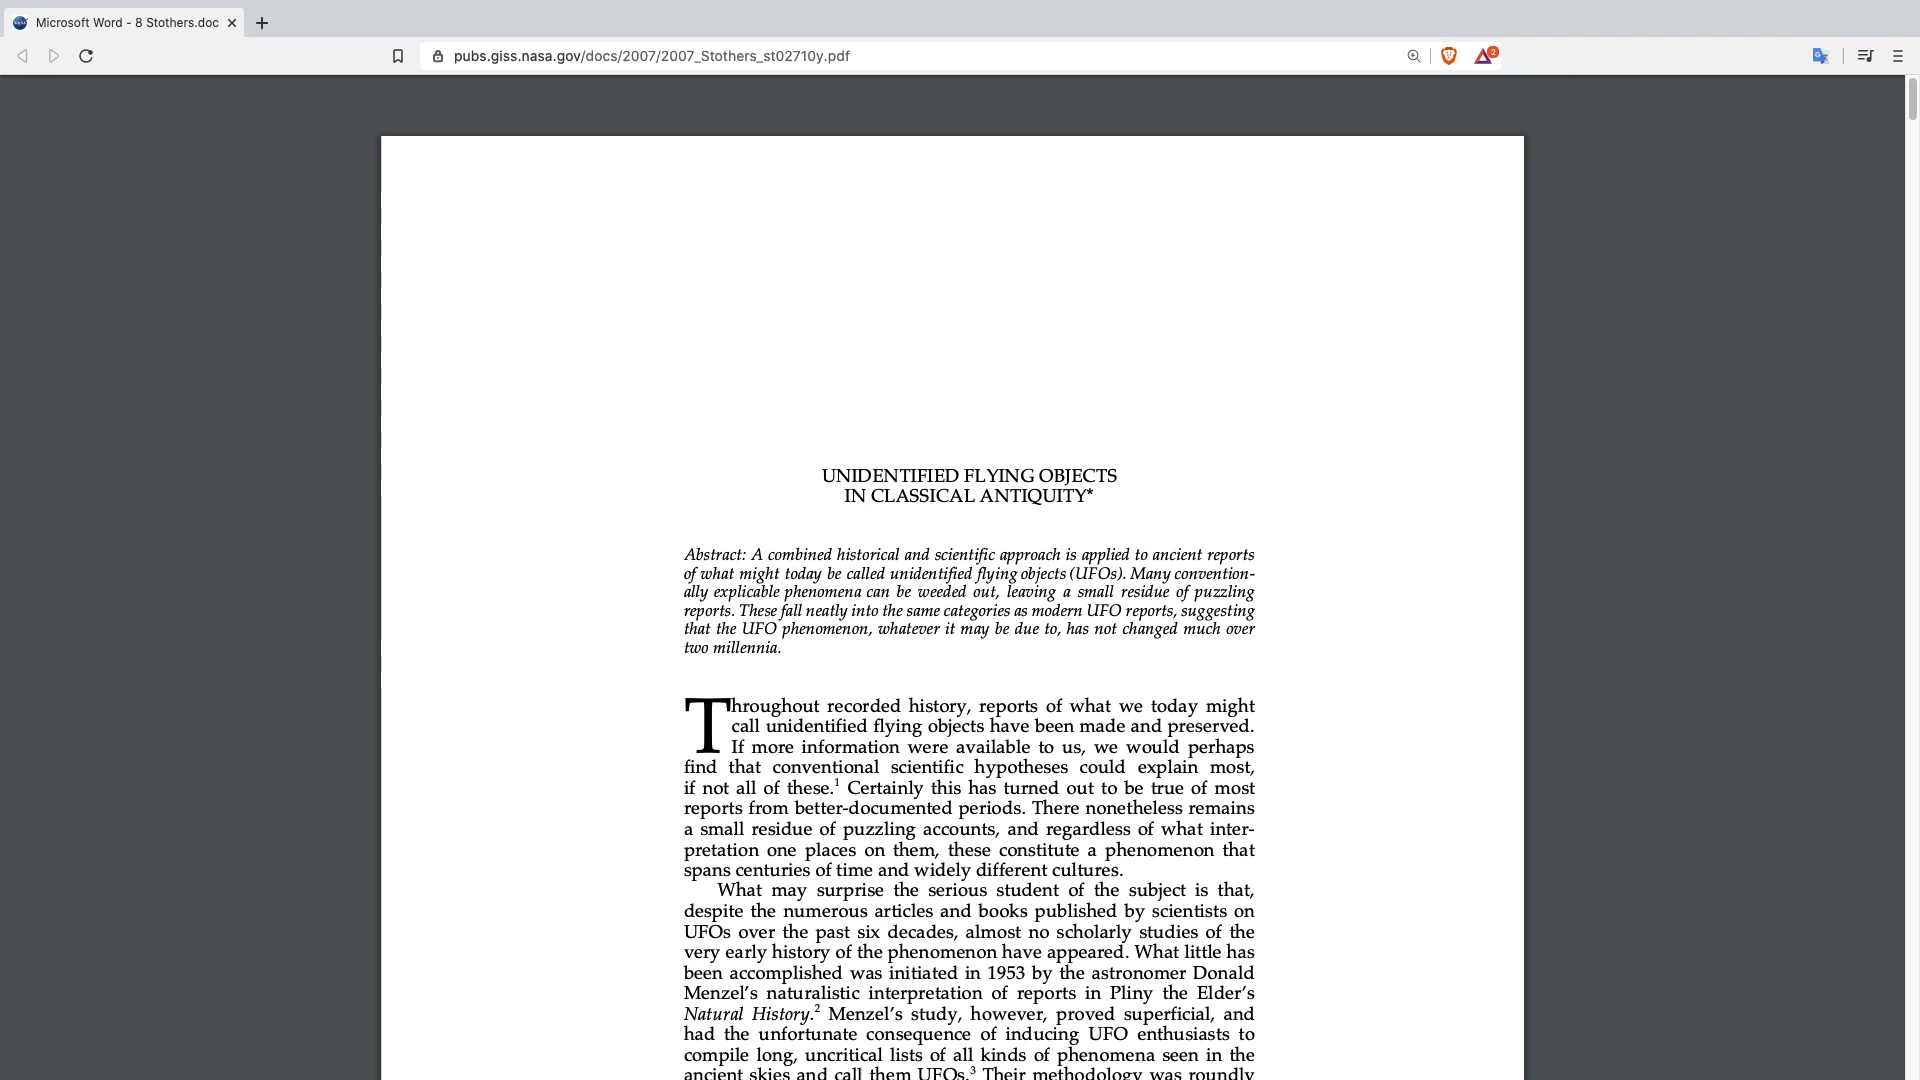 Microsoft Word - 8 Stothers.doc
pubs.giss.nasa.gov/docs/2007/2007_Stothers_st02710y.pdf
2
UNIDENTIFIED FLYING OBJECTS
IN CLASSICAL ANTIQUITY*
Abstract: A combined historical and scientific approach is applied to ancient reports
of what might today be called unidentified flying objects (UFOs). Many convention-
ally explicable phenomena can be weeded out, leaving a small residue of puzzling
reports. These fall neatly into the same categories as modern UFO reports, suggesting
that the UFO phenomenon, whatever it may be due to, has not changed much over
two millennia.
Throughout recorded history, reports of what we today might
call unidentified flying objects have been made and preserved.
If more information were available to us, we would perhaps
find that conventional scientific hypotheses could explain most,
if not all of these.1 Certainly this has turned out to be true of most
reports from better-documented periods. There nonetheless remains
a small residue of puzzling accounts, and regardless of what inter-
pretation one places on them, these constitute a phenomenon that
spans centuries of time and widely different cultures.
What may surprise the serious student of the subject is that,
despite the numerous articles and books published by scientists on
UFOs over the past six decades, almost no scholarly studies of the
very early history of the phenomenon have appeared. What little has
been accomplished was initiated in 1953 by the astronomer Donald
Menzel's naturalistic interpretation of reports in Pliny the Elder's
Natural History.2 Menzel's study, however, proved superficial, and
had the unfortunate consequence of inducing UFO enthusiasts to
compile long, uncritical lists of all kinds of phenomena seen in the
ancient skies and call them UFOs.3 Their methodology was roundly